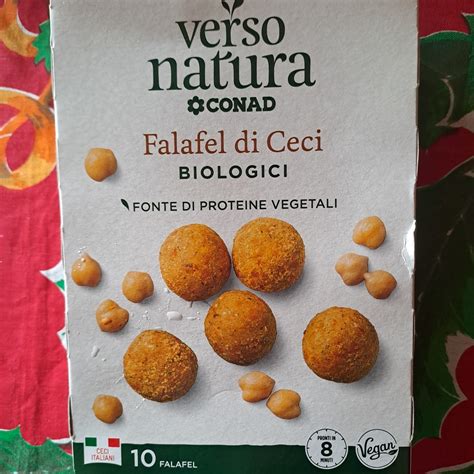 verso
natura
CONAD
Falafel di Ceci
BIOLOGICI
FONTE DI PROTEINE VEGETALI
CECI
ITALIANI
10 FALAFEL
PRONTI IN
8
MINUTI
Vegan